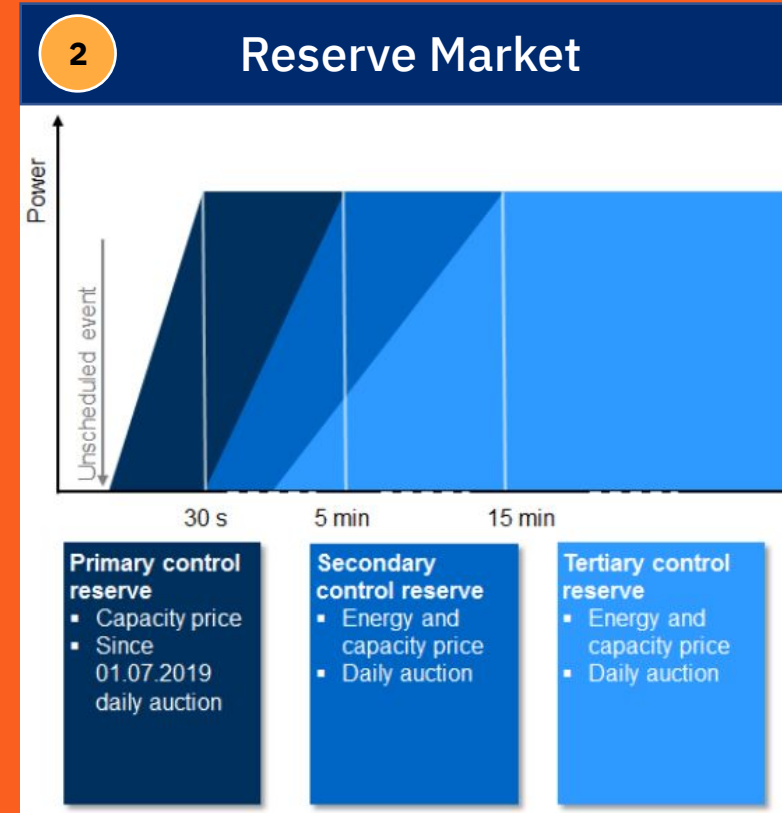 2
Reserve Market
Power
Unscheduled event
30 s
5 min
15 min
Primary control
reserve
▪ Capacity price
▪ Since
01.07.2019
daily auction
Secondary
control reserve
▪ Energy and
capacity price
▪ Daily auction
Tertiary control
reserve
▪ Energy and
capacity price
▪ Daily auction